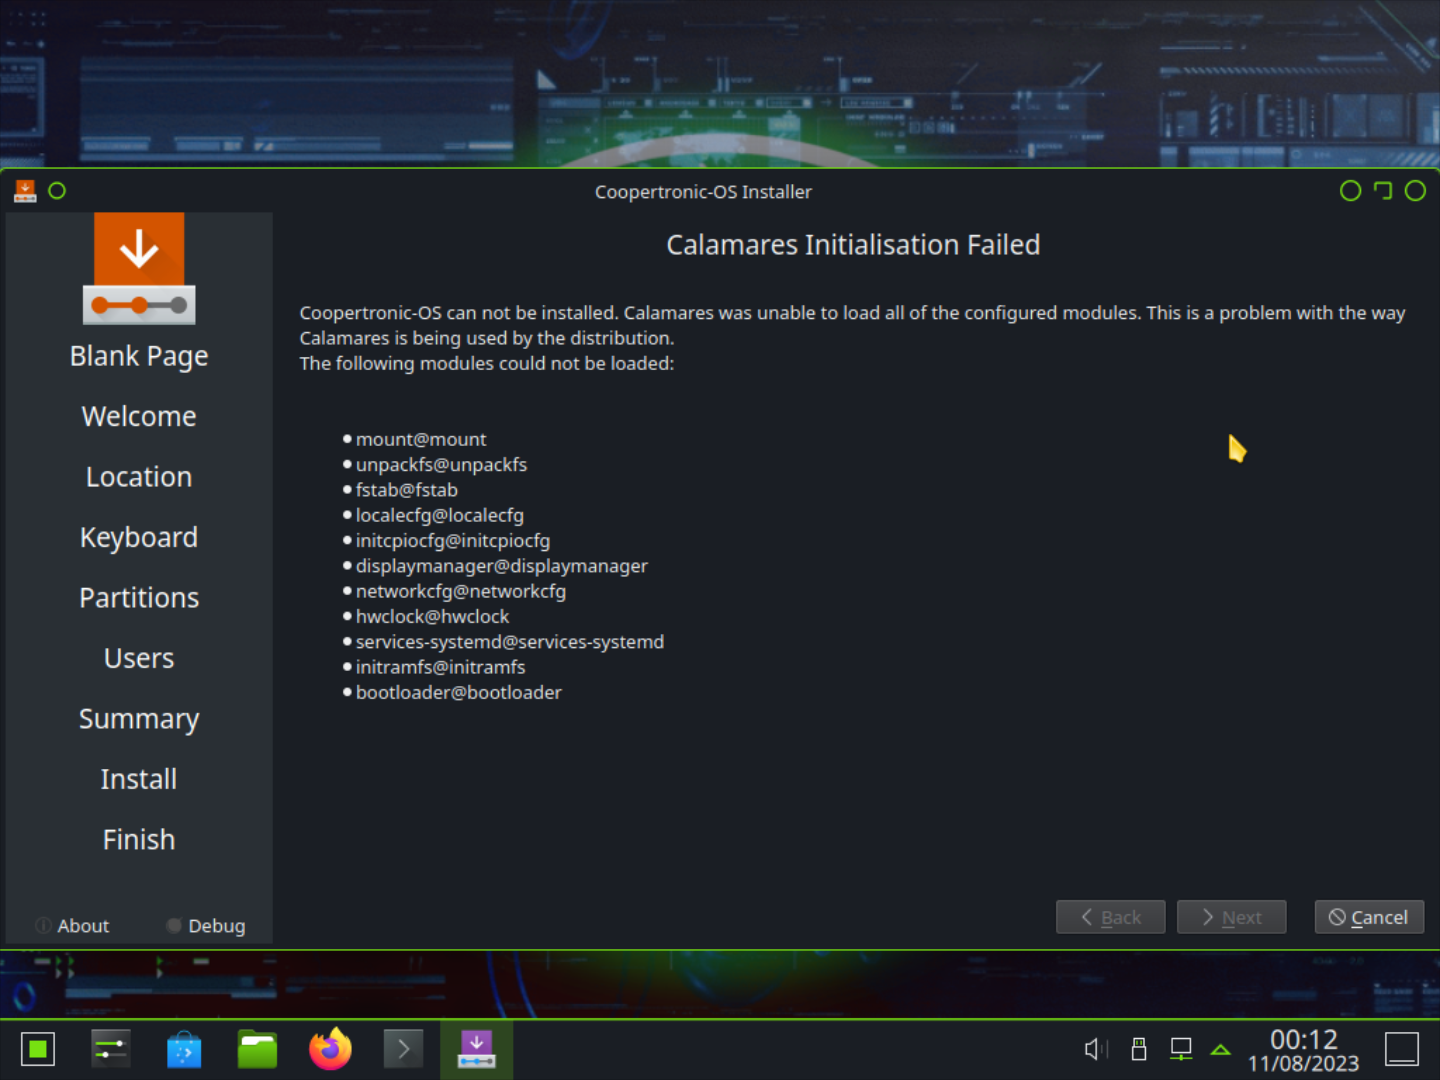 Coopertronic-OS Installer
Calamares Initialisation Failed
Coopertronic-OS can not be installed. Calamares was unable to load all of the configured modules. This is a problem with the way
Calamares is being used by the distribution.
The following modules could not be loaded:
mount@mount
unpackfs@unpackfs
fstab@fstab
localecfg@localecfg
initcpiocfg@initcpiocfg
displaymanager@displaymanager
networkcfg@networkcfg
hwclock@hwclock
services-systemd@services-systemd
initramfs@initramfs
bootloader@bootloader
Blank Page
Welcome
Location
Keyboard
Partitions
Users
Summary
Install
Finish
About
Debug
Back
Next
Cancel
00:12
11/08/2023